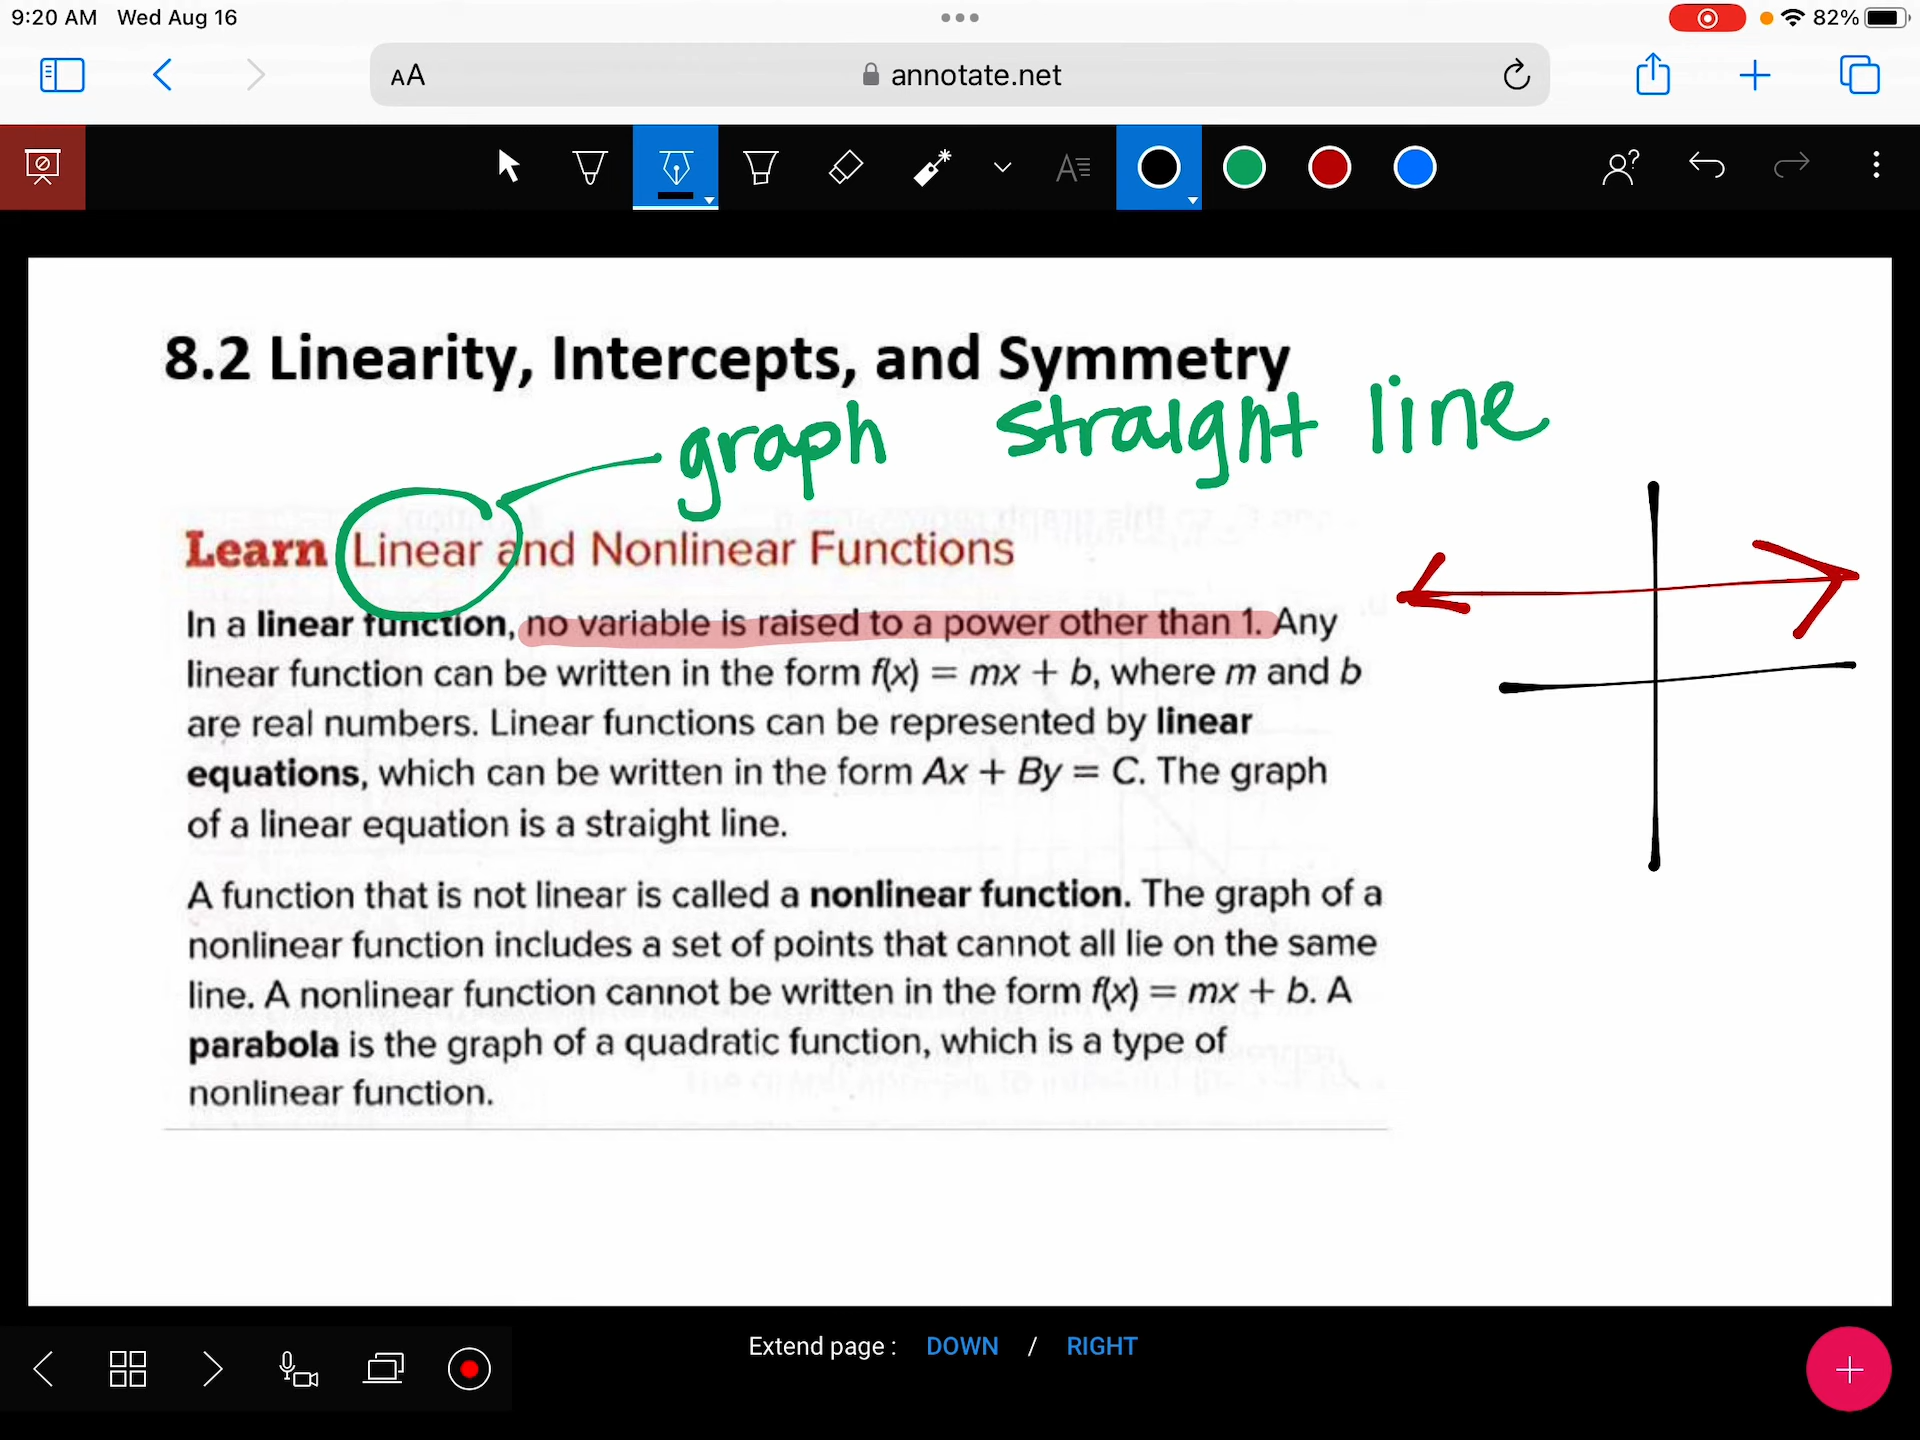 9:20 AM Wed Aug 16
82%
AA
annotate.net
8.2 Linearity, Intercepts, and Symmetry
graph straight line
Learn Linear and Nonlinear Functions
In a linear function, no variable is raised to a power other than 1. Any
linear function can be written in the form f(x) = mx + b, where m and b
are real numbers. Linear functions can be represented by linear
equations, which can be written in the form Ax + By = C. The graph
of a linear equation is a straight line.
A function that is not linear is called a nonlinear function. The graph of a
nonlinear function includes a set of points that cannot all lie on the same
line. A nonlinear function cannot be written in the form f(x) = mx + b. A
parabola is the graph of a quadratic function, which is a type of
nonlinear function.
Extend page : DOWN / RIGHT